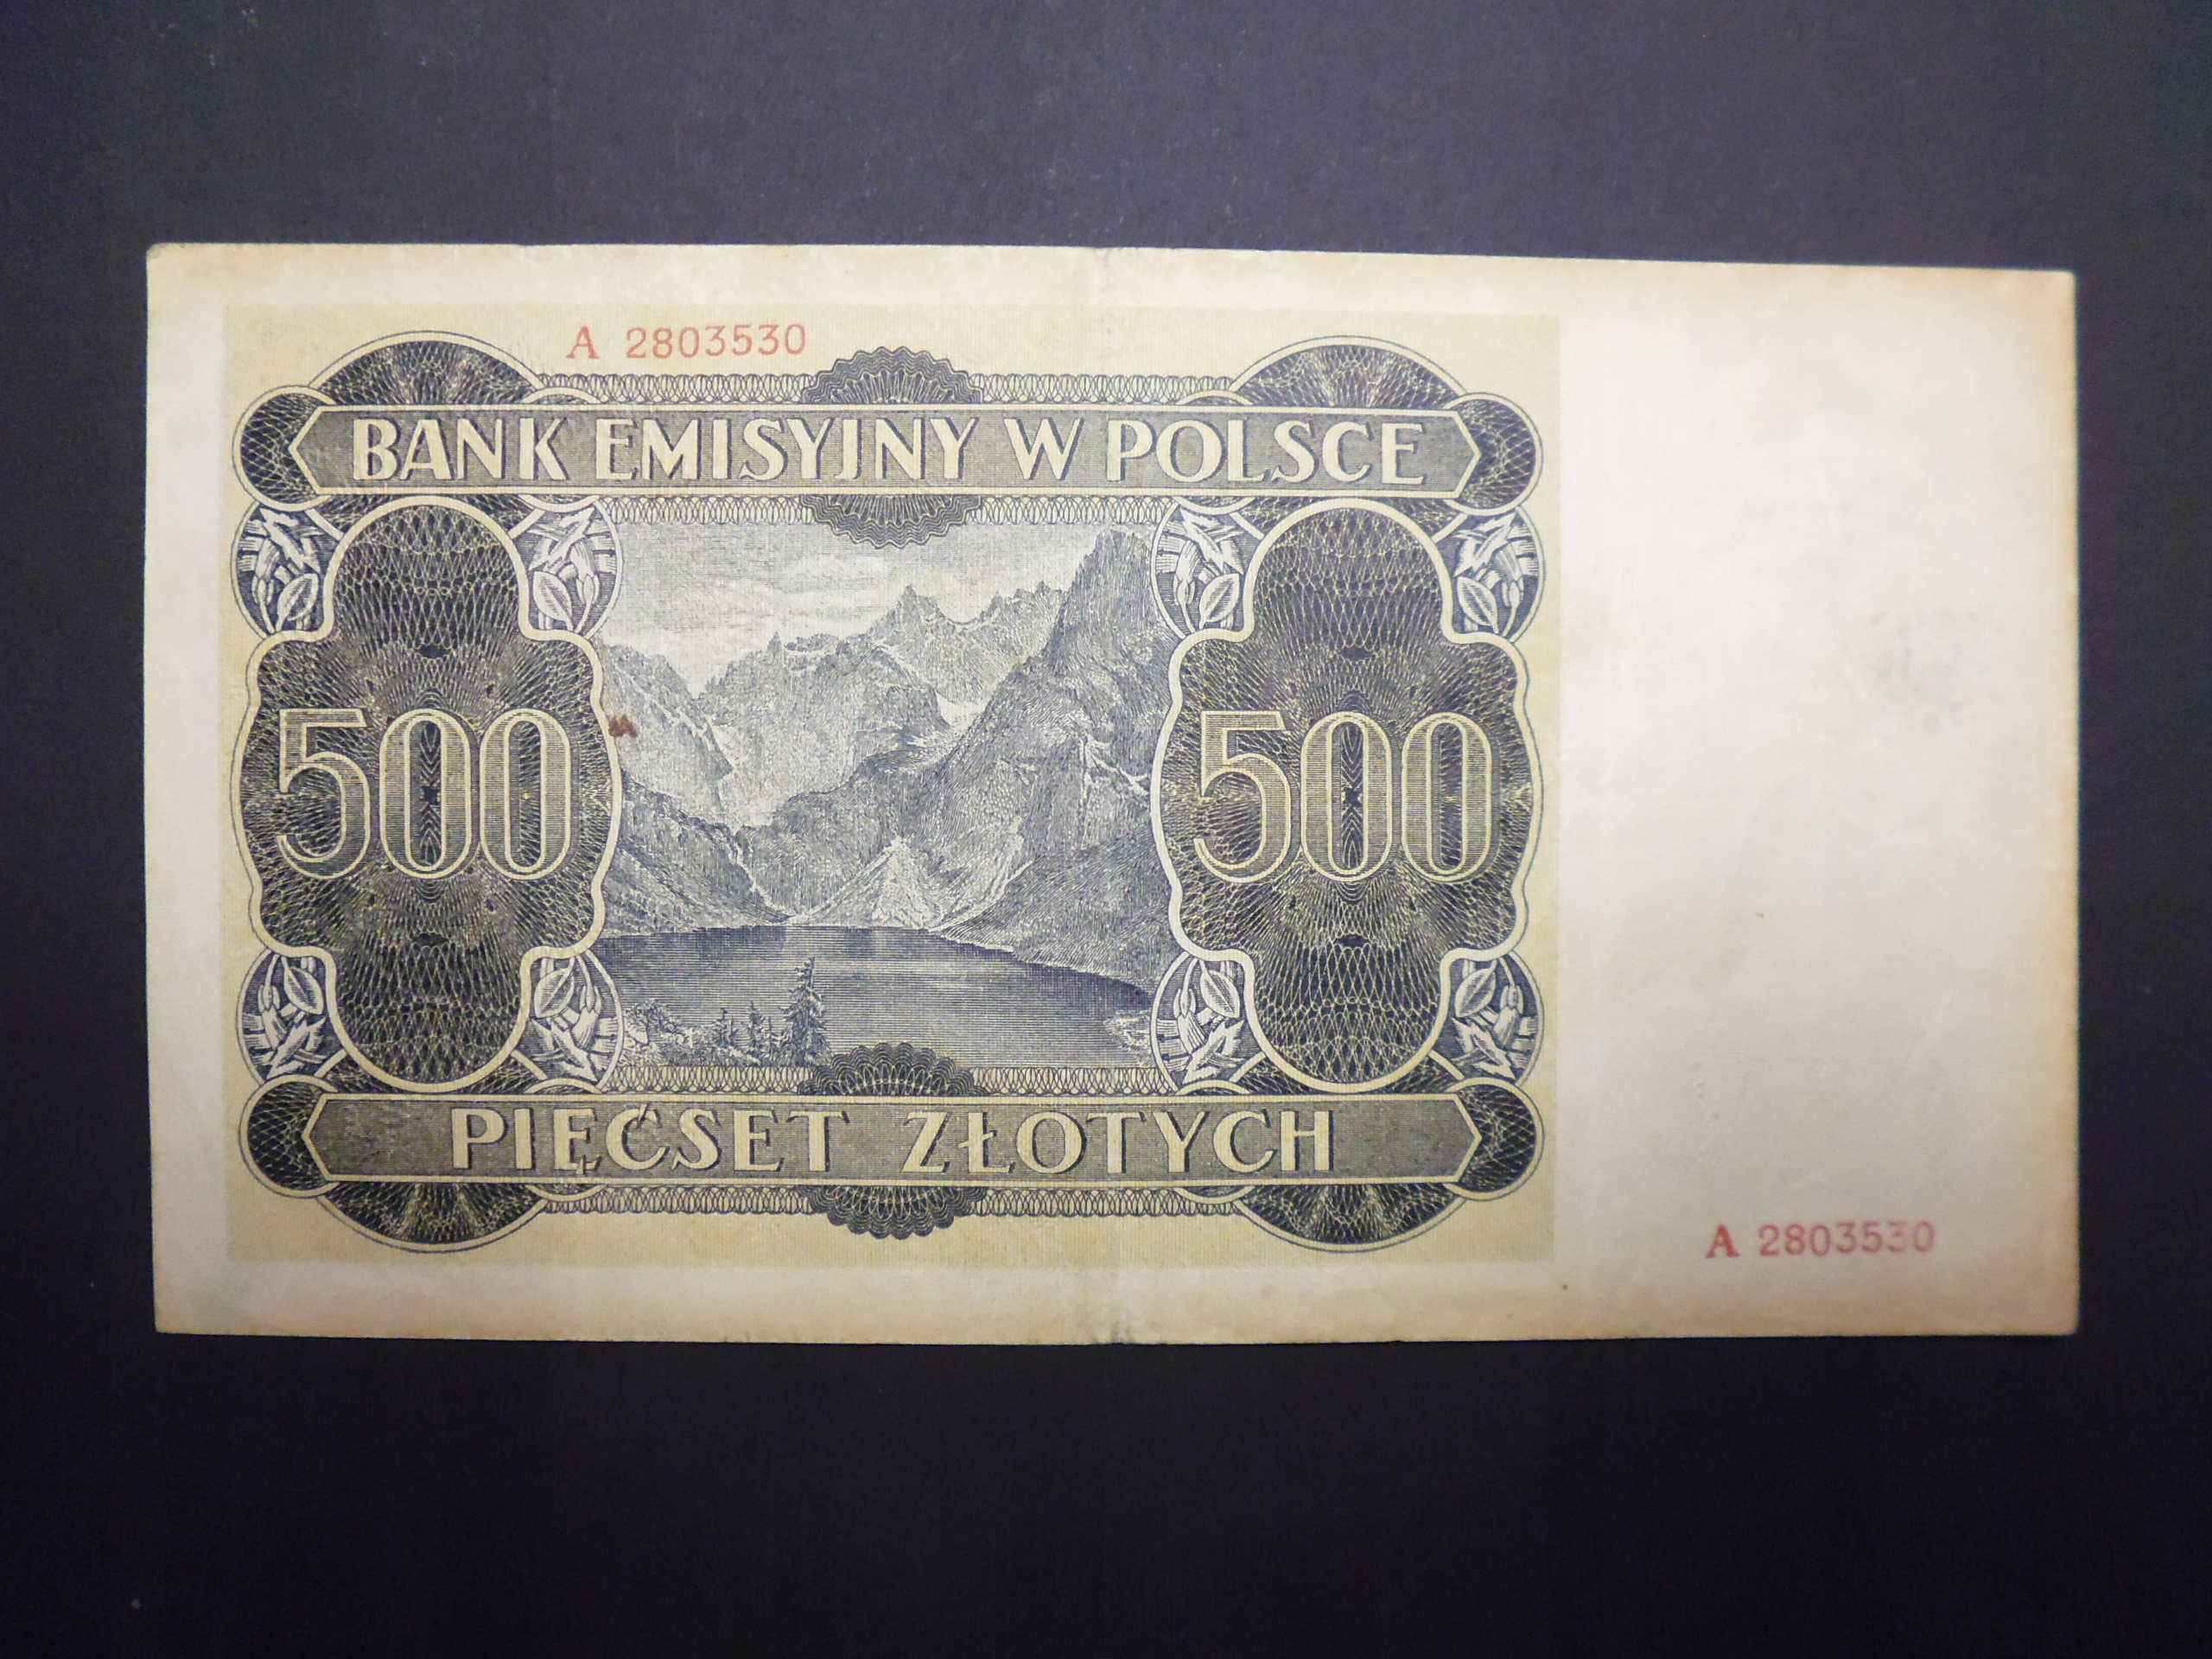 A 2803530
BANK EMISYJNY W POLSCE
500 500
PIĘĆSET ZŁOTYCH
A 2803530